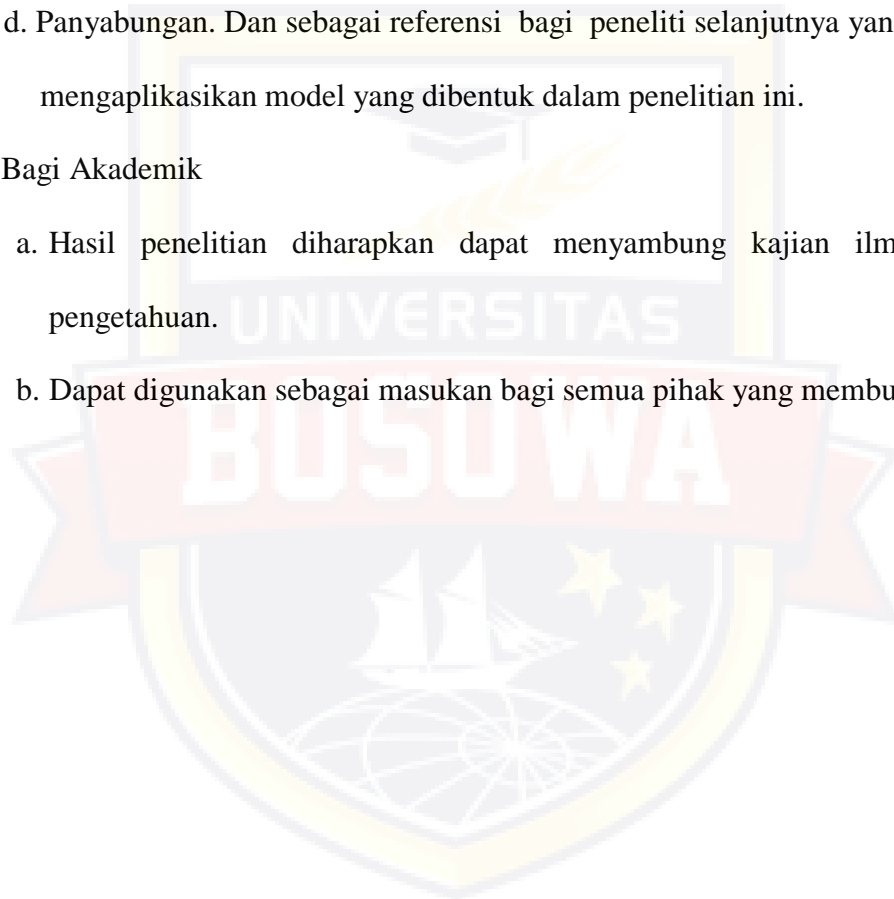 d. Panyabungan. Dan sebagai referensi bagi peneliti selanjutnya yan
mengaplikasikan model yang dibentuk dalam penelitian ini.
Bagi Akademik
a. Hasil penelitian diharapkan dapat menyambung kajian ilm
pengetahuan.
UNIVERSITAS
b. Dapat digunakan sebagai masukan bagi semua pihak yang membu
BOSOWA